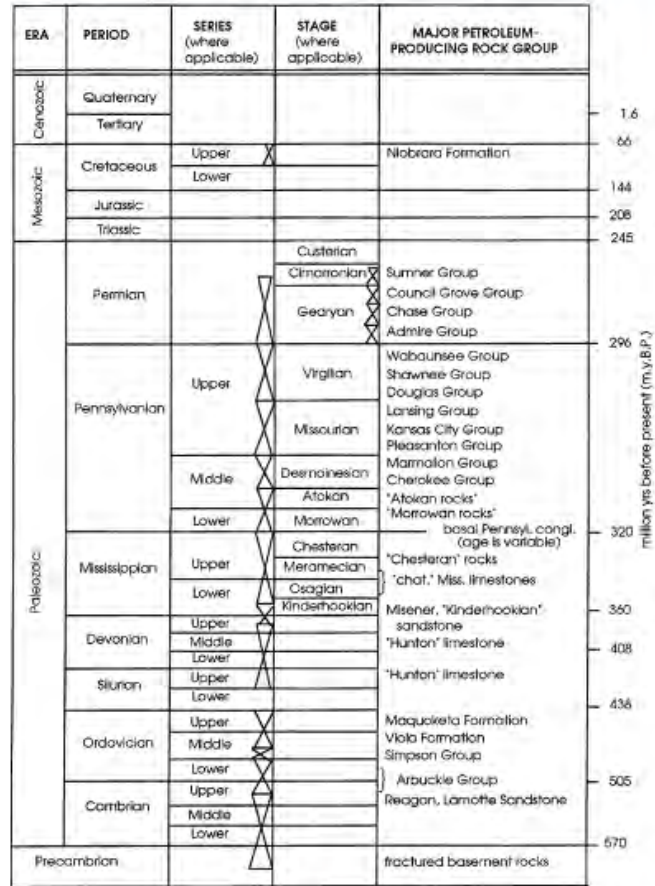 ERA
PERIOD
SERIES
(where
applicable)
STAGE
(where
applicable)
MAJOR PETROLEUM-
PRODUCING ROCK GROUP
Cenozoic
Quaternary
1.6
Tertiary
66
Mesozoic
Cretaceous
Upper
Niobrara Formation
Lower
144
Jurassic
208
Triassic
245
Paleozoic
Permian
Custerian
Cimarronian
Sumner Group
Gearyan
Council Grove Group
Chase Group
Admire Group
296
million yrs before present (m.y.B.P.)
Pennsylvanian
Upper
Virgilian
Wabaunsee Group
Shawnee Group
Douglas Group
Missourian
Lansing Group
Kansas City Group
Pleasanton Group
Middle
Desmoinesian
Marmaton Group
Cherokee Group
Atokan
"Atokan rocks"
Lower
Morrowan
"Morrowan rocks"
basal Pennsyl. congl.
(age is variable)
320
Mississippian
Upper
Chesteran
"Chesteran" rocks
Meramecian
"chat," Miss. limestones
Lower
Osagian
Kinderhookian
Misener, "Kinderhookian"
sandstone
360
Devonian
Upper
Middle
"Hunton" limestone
Lower
408
Silurian
Upper
"Hunton" limestone
Lower
438
Ordovician
Upper
Maquoketa Formation
Middle
Viola Formation
Simpson Group
Lower
Arbuckle Group
505
Cambrian
Upper
Reagan, Lamotte Sandstone
Middle
Lower
670
Precambrian
fractured basement rocks